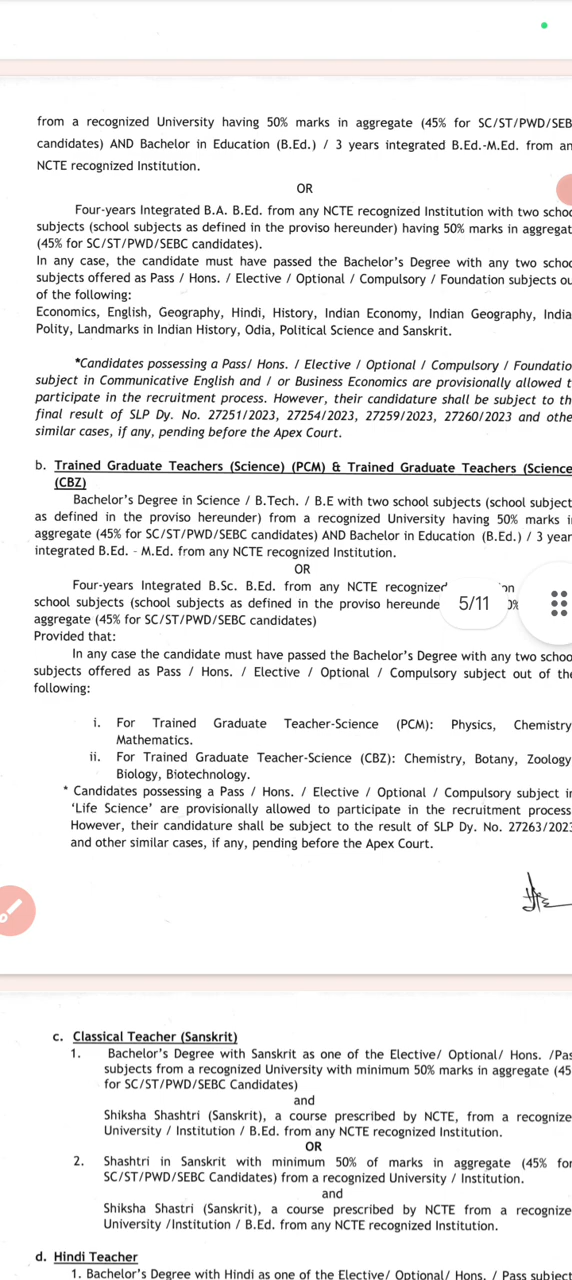 from a recognized University having 50% marks in aggregate (45% for SC/ST/PWD/SEB
candidates) AND Bachelor in Education (B.Ed.) / 3 years integrated B.Ed.-M.Ed. from an
NCTE recognized Institution.
OR
Four-years Integrated B.A. B.Ed. from any NCTE recognized Institution with two schoo
subjects (school subjects as defined in the proviso hereunder) having 50% marks in aggregat
(45% for SC/ST/PWD/SEBC candidates).
In any case, the candidate must have passed the Bachelor's Degree with any two schoo
subjects offered as Pass / Hons. / Elective / Optional / Compulsory / Foundation subjects ou
of the following:
Economics, English, Geography, Hindi, History, Indian Economy, Indian Geography, India
Polity, Landmarks in Indian History, Odia, Political Science and Sanskrit.
*Candidates possessing a Pass/ Hons. / Elective / Optional / Compulsory / Foundatio
subject in Communicative English and / or Business Economics are provisionally allowed t
participate in the recruitment process. However, their candidature shall be subject to th
final result of SLP Dy. No. 27251/2023, 27254/2023, 27259/2023, 27260/2023 and othe
similar cases, if any, pending before the Apex Court.
b. Trained Graduate Teachers (Science) (PCM) & Trained Graduate Teachers (Science
(CBZ)
Bachelor's Degree in Science / B.Tech. / B.E with two school subjects (school subject
as defined in the proviso hereunder) from a recognized University having 50% marks i
aggregate (45% for SC/ST/PWD/SEBC candidates) AND Bachelor in Education (B.Ed.) / 3 year
integrated B.Ed. - M.Ed. from any NCTE recognized Institution.
OR
Four-years Integrated B.Sc. B.Ed. from any NCTE recognized on
school subjects (school subjects as defined in the proviso hereunde 0%
5/11
aggregate (45% for SC/ST/PWD/SEBC candidates)
Provided that:
In any case the candidate must have passed the Bachelor's Degree with any two schoo
subjects offered as Pass / Hons. / Elective / Optional / Compulsory subject out of the
following:
i. For Trained Graduate Teacher-Science (PCM): Physics, Chemistry
Mathematics.
ii. For Trained Graduate Teacher-Science (CBZ): Chemistry, Botany, Zoology
Biology, Biotechnology.
* Candidates possessing a Pass / Hons. / Elective / Optional / Compulsory subject in
'Life Science' are provisionally allowed to participate in the recruitment process
However, their candidature shall be subject to the result of SLP Dy. No. 27263/2023
and other similar cases, if any, pending before the Apex Court.
c. Classical Teacher (Sanskrit)
1. Bachelor's Degree with Sanskrit as one of the Elective/ Optional/ Hons. /Pas
subjects from a recognized University with minimum 50% marks in aggregate (45
for SC/ST/PWD/SEBC Candidates)
and
Shiksha Shashtri (Sanskrit), a course prescribed by NCTE, from a recognize
University / Institution / B.Ed. from any NCTE recognized Institution.
OR
2. Shashtri in Sanskrit with minimum 50% of marks in aggregate (45% for
SC/ST/PWD/SEBC Candidates) from a recognized University / Institution.
and
Shiksha Shastri (Sanskrit), a course prescribed by NCTE from a recognize
University /Institution / B.Ed. from any NCTE recognized Institution.
d. Hindi Teacher
1. Bachelor's Degree with Hindi as one of the Elective/ Optional/ Hons. / Pass subject